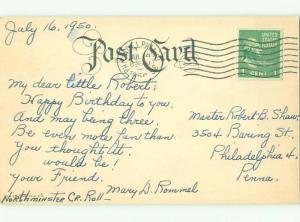 July 16, 1950.
Post Card
UNITED STATES
1 CENT 1
My dear little Robert;
Happy Birthday to you.
And may being three,
Be even more fun than
you thought it
would be!
Your Friend,
Mary D. Rommel
Northminster Cr. Roll-
Master Robert B. Shaw,
3504 Baring St.
Philadelphia 4,
Penna.